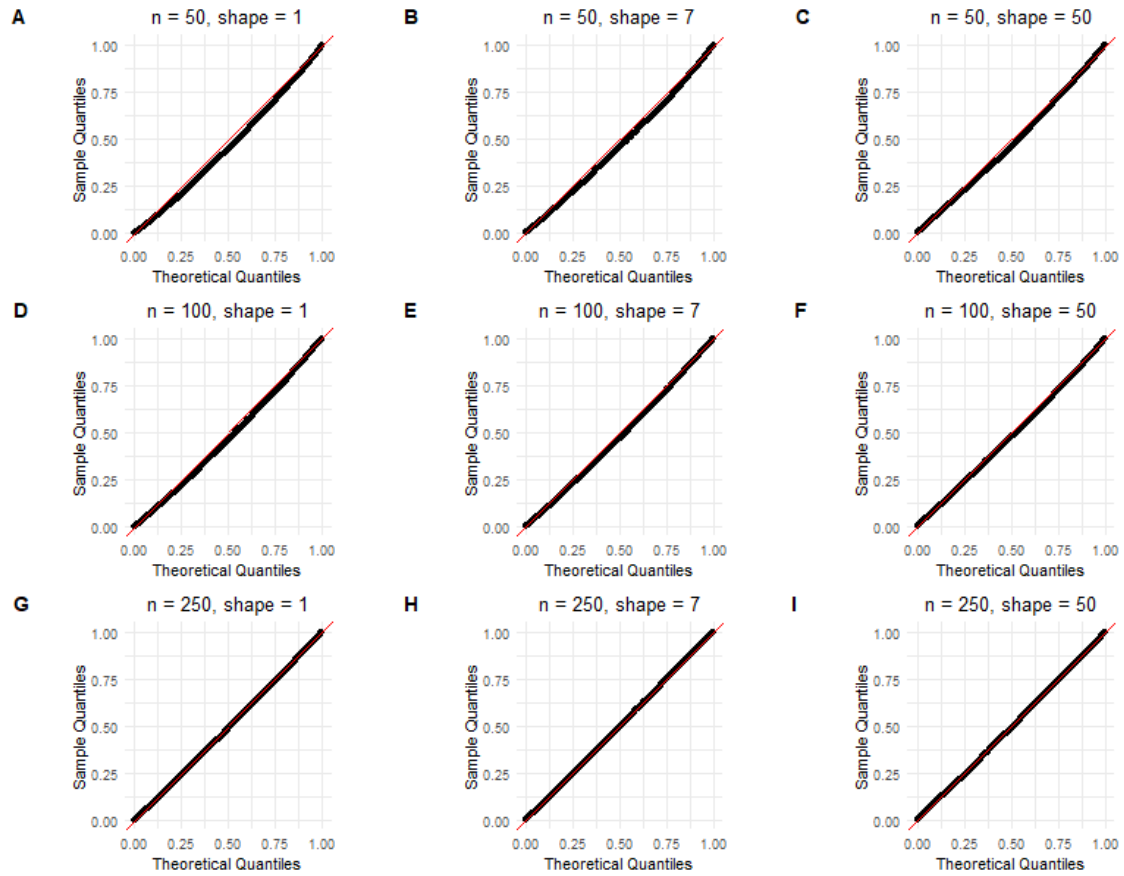 A n = 50, shape = 1
B n = 50, shape = 7
C n = 50, shape = 50
Sample Quantiles
1.00
0.75
0.50
0.25
0.00
0.00 0.25 0.50 0.75 1.00
Theoretical Quantiles
Sample Quantiles
1.00
0.75
0.50
0.25
0.00
0.00 0.25 0.50 0.75 1.00
Theoretical Quantiles
Sample Quantiles
1.00
0.75
0.50
0.25
0.00
0.00 0.25 0.50 0.75 1.00
Theoretical Quantiles
D n = 100, shape = 1
E n = 100, shape = 7
F n = 100, shape = 50
Sample Quantiles
1.00
0.75
0.50
0.25
0.00
0.00 0.25 0.50 0.75 1.00
Theoretical Quantiles
Sample Quantiles
1.00
0.75
0.50
0.25
0.00
0.00 0.25 0.50 0.75 1.00
Theoretical Quantiles
Sample Quantiles
1.00
0.75
0.50
0.25
0.00
0.00 0.25 0.50 0.75 1.00
Theoretical Quantiles
G n = 250, shape = 1
H n = 250, shape = 7
I n = 250, shape = 50
Sample Quantiles
1.00
0.75
0.50
0.25
0.00
0.00 0.25 0.50 0.75 1.00
Theoretical Quantiles
Sample Quantiles
1.00
0.75
0.50
0.25
0.00
0.00 0.25 0.50 0.75 1.00
Theoretical Quantiles
Sample Quantiles
1.00
0.75
0.50
0.25
0.00
0.00 0.25 0.50 0.75 1.00
Theoretical Quantiles